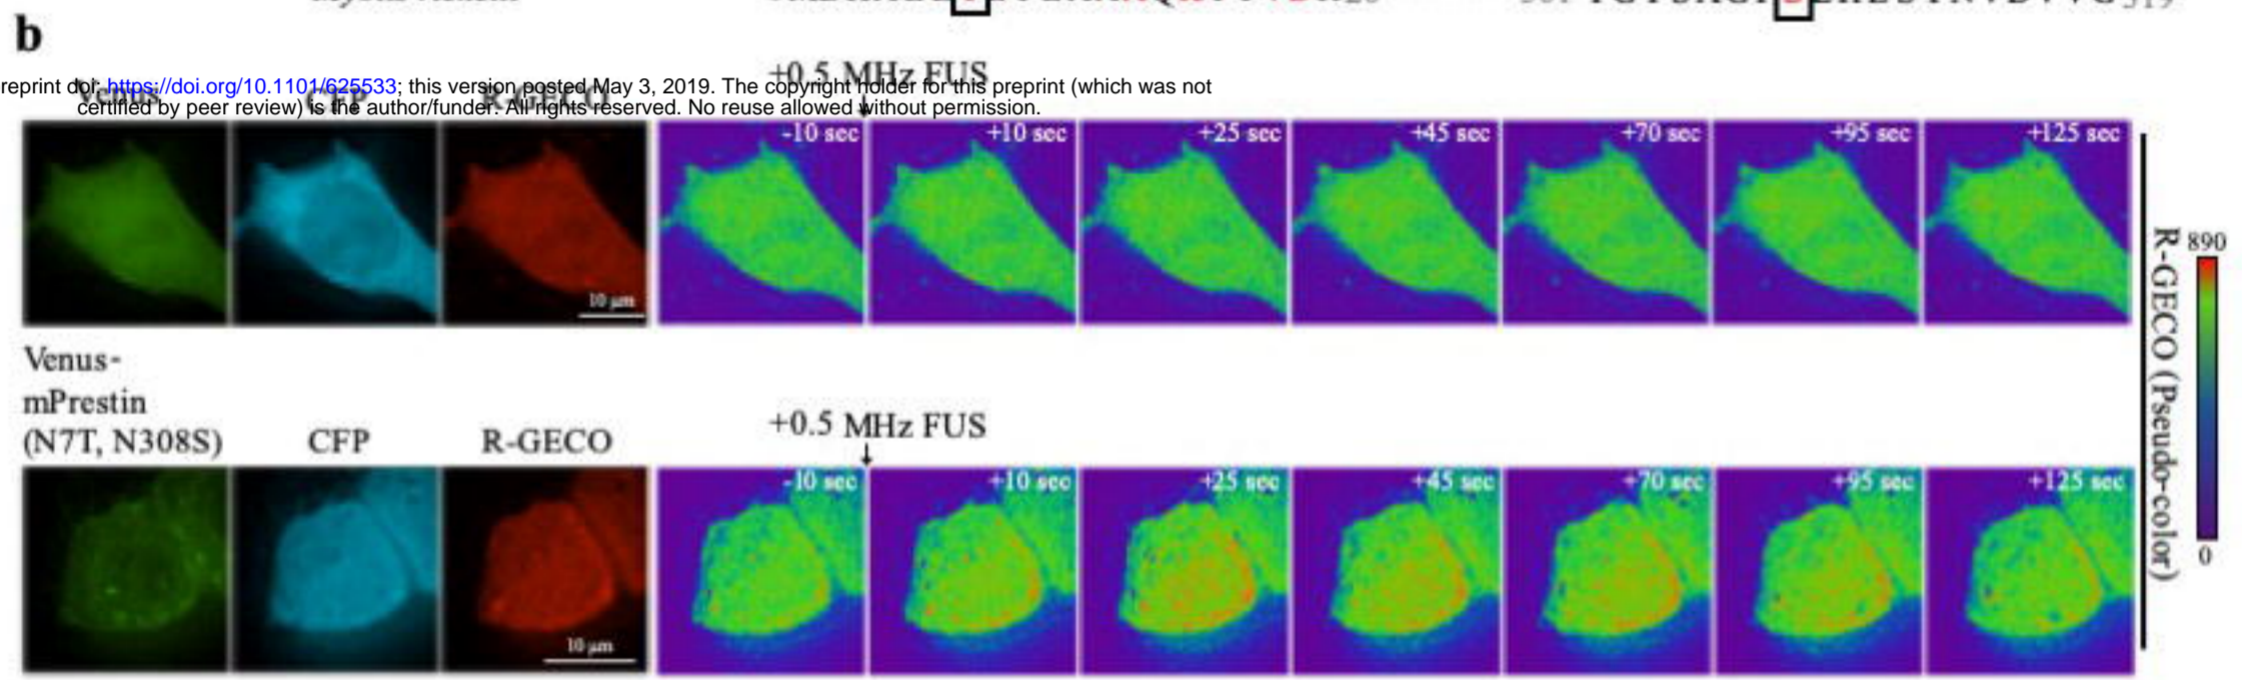 b
+0.5 MHz FUS
reprint doi: https://doi.org/10.1101/625533; this version posted May 3, 2019. The copyright holder for this preprint (which was not
certified by peer review) is the author/funder. All rights reserved. No reuse allowed without permission.
Venus CFP R-GECO
-10 sec +10 sec +25 sec +45 sec +70 sec +95 sec +125 sec
10 µm
R-GECO (Pseudo-color)
890
0
Venus-
mPrestin
(N7T, N308S) CFP R-GECO
+0.5 MHz FUS
-10 sec +10 sec +25 sec +45 sec +70 sec +95 sec +125 sec
10 µm